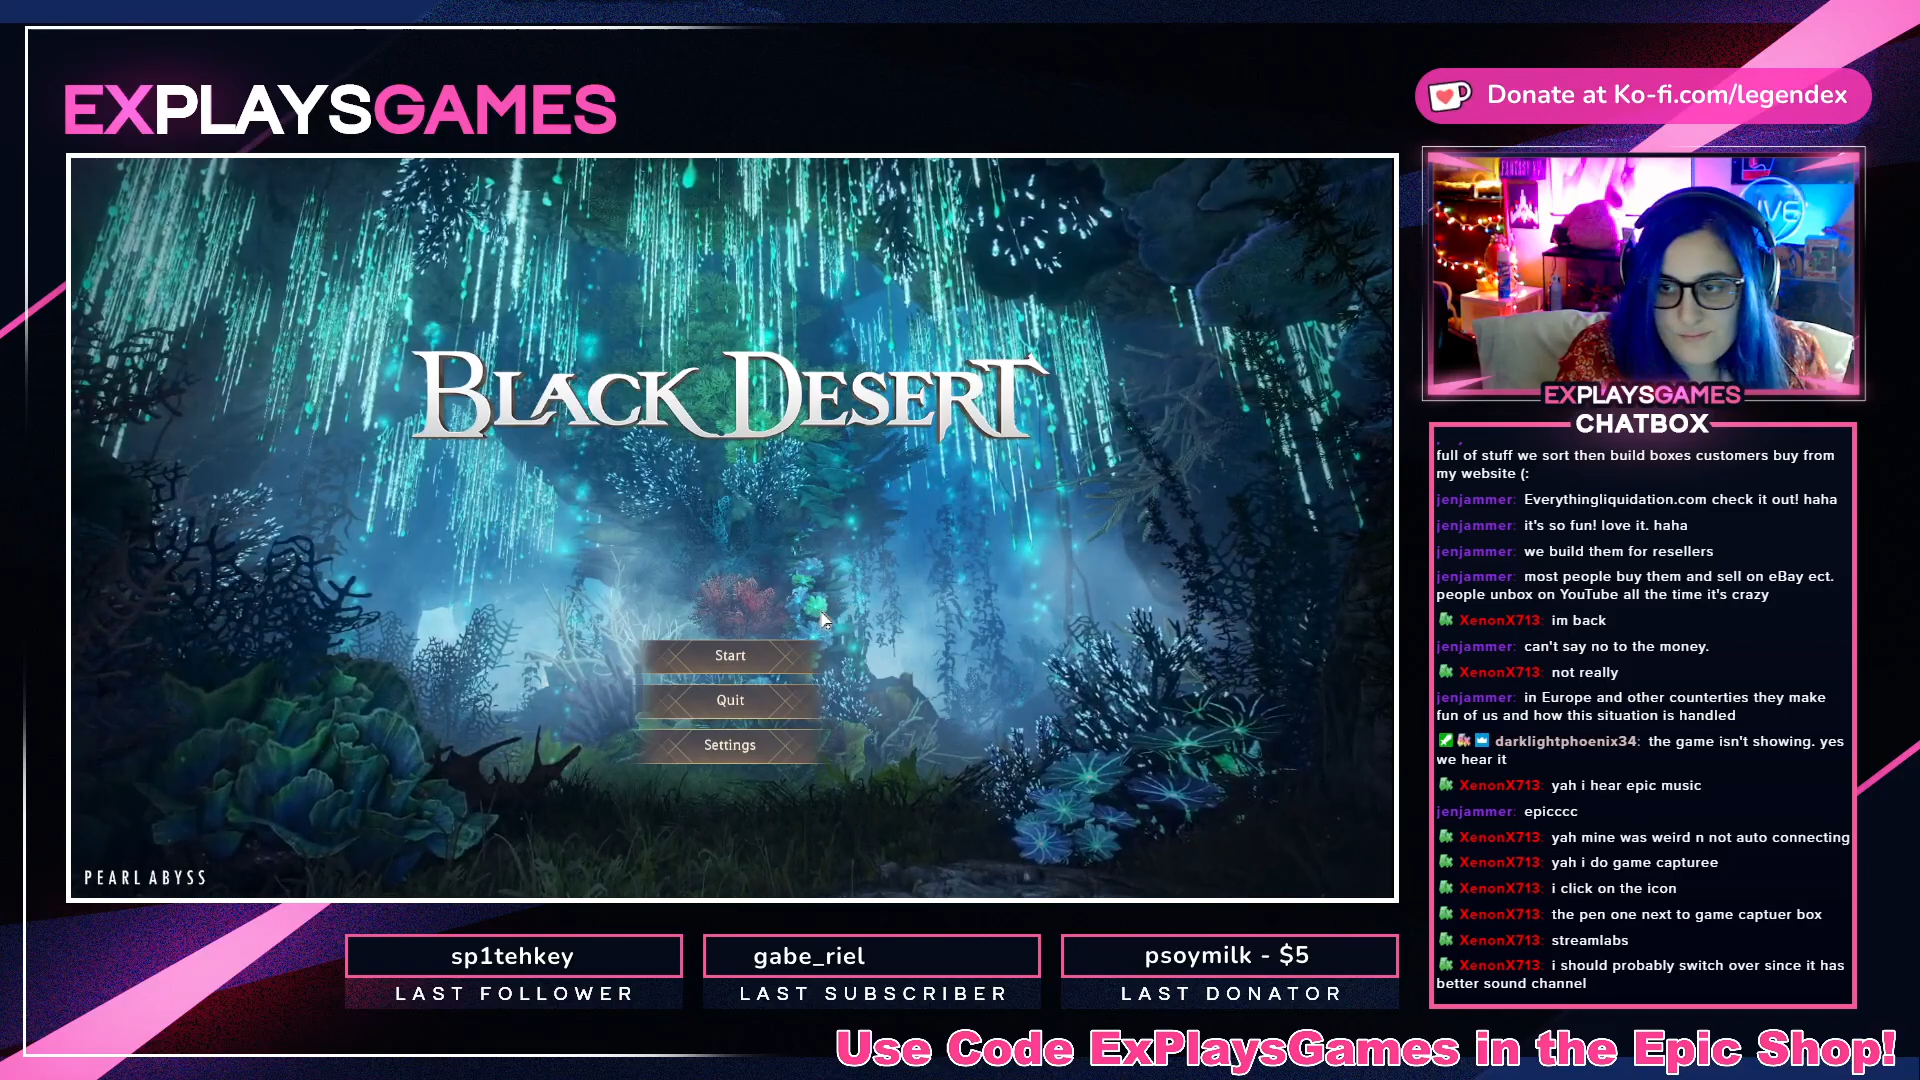 EXPLAYSGAMES
Donate at Ko-fi.com/legendex
FANTASY
LIVE
EXPLAYSGAMES
CHATBOX
BLACK DESERT
Start
Quit
Settings
PEARL ABYSS
full of stuff we sort then build boxes customers buy from
my website (:
jenjammer: Everythingliquidation.com check it out! haha
jenjammer: it's so fun! love it. haha
jenjammer: we build them for resellers
jenjammer: most people buy them and sell on eBay ect.
people unbox on YouTube all the time it's crazy
XenonX713: im back
jenjammer: can't say no to the money.
XenonX713: not really
jenjammer: in Europe and other counterties they make
fun of us and how this situation is handled
darklightphoenix34: the game isn't showing. yes
we hear it
XenonX713: yah i hear epic music
jenjammer: epicccc
XenonX713: yah mine was weird n not auto connecting
XenonX713: yah i do game capturee
XenonX713: i click on the icon
XenonX713: the pen one next to game captuer box
XenonX713: streamlabs
XenonX713: i should probably switch over since it has
better sound channel
sp1tehkey
LAST FOLLOWER
gabe_riel
LAST SUBSCRIBER
psoymilk - $5
LAST DONATOR
Use Code ExPlaysGames in the Epic Shop!